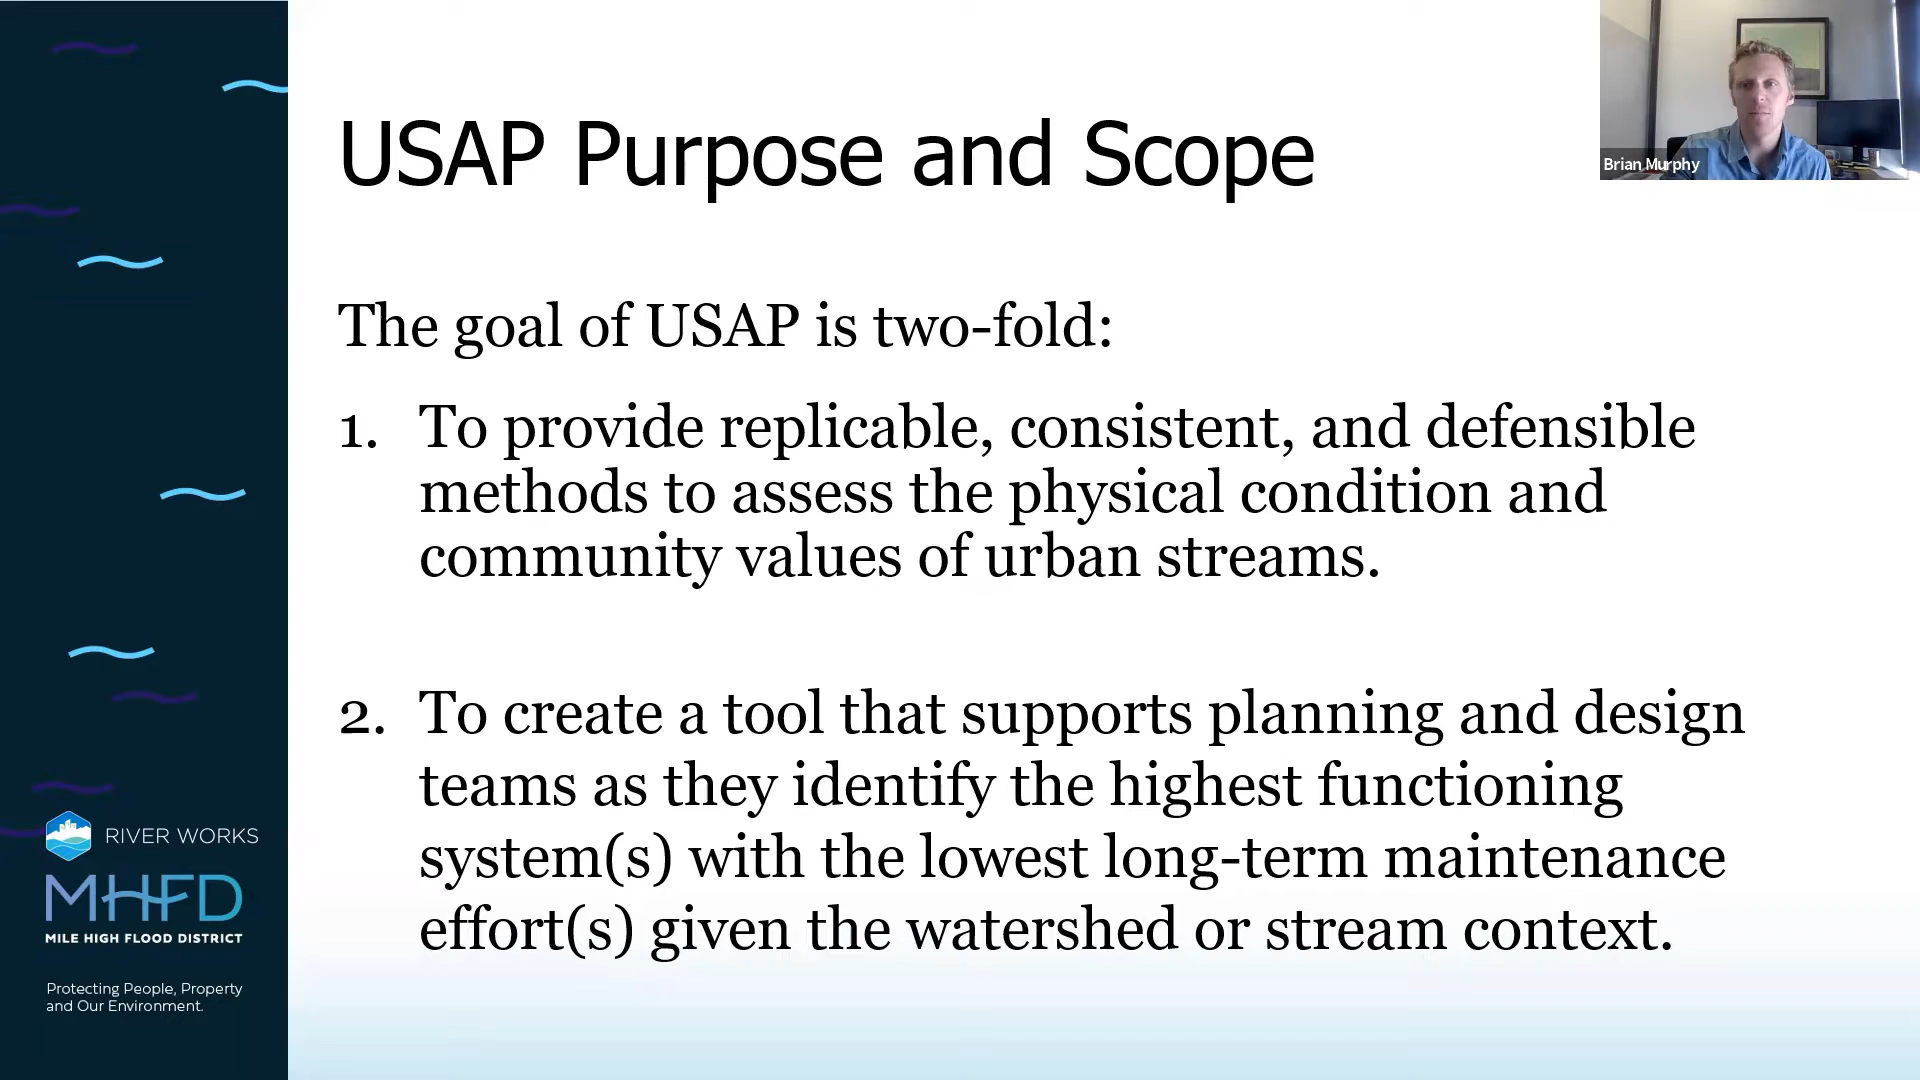 USAP Purpose and Scope
Brian Murphy
The goal of USAP is two-fold:
1. To provide replicable, consistent, and defensible
methods to assess the physical condition and
community values of urban streams.
2. To create a tool that supports planning and design
teams as they identify the highest functioning
system(s) with the lowest long-term maintenance
effort(s) given the watershed or stream context.
RIVER WORKS
MHFD
MILE HIGH FLOOD DISTRICT
Protecting People, Property
and Our Environment.